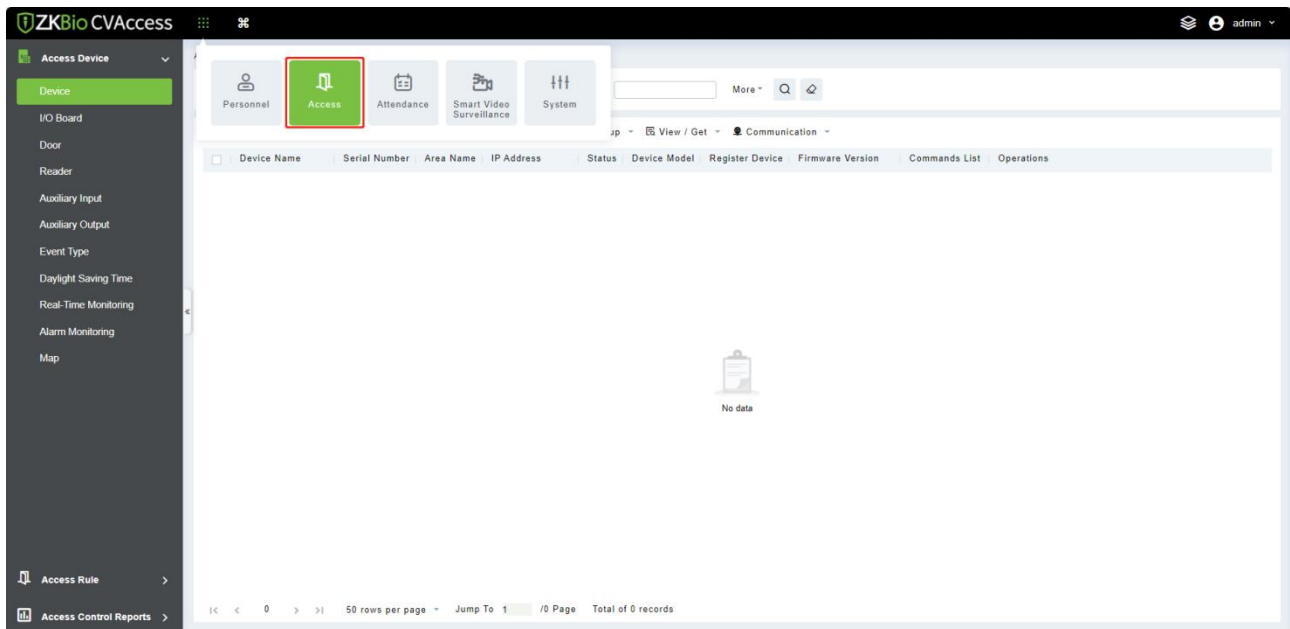 ZKBio CVAccess
admin
Access Device
Device
I/O Board
Door
Reader
Auxiliary Input
Auxiliary Output
Event Type
Daylight Saving Time
Real-Time Monitoring
Alarm Monitoring
Map
Access Rule
Access Control Reports
Personnel
Access
Attendance
Smart Video
Surveillance
System
More
up View / Get Communication
Device Name Serial Number Area Name IP Address Status Device Model Register Device Firmware Version Commands List Operations
No data
0 50 rows per page Jump To 1 /0 Page Total of 0 records